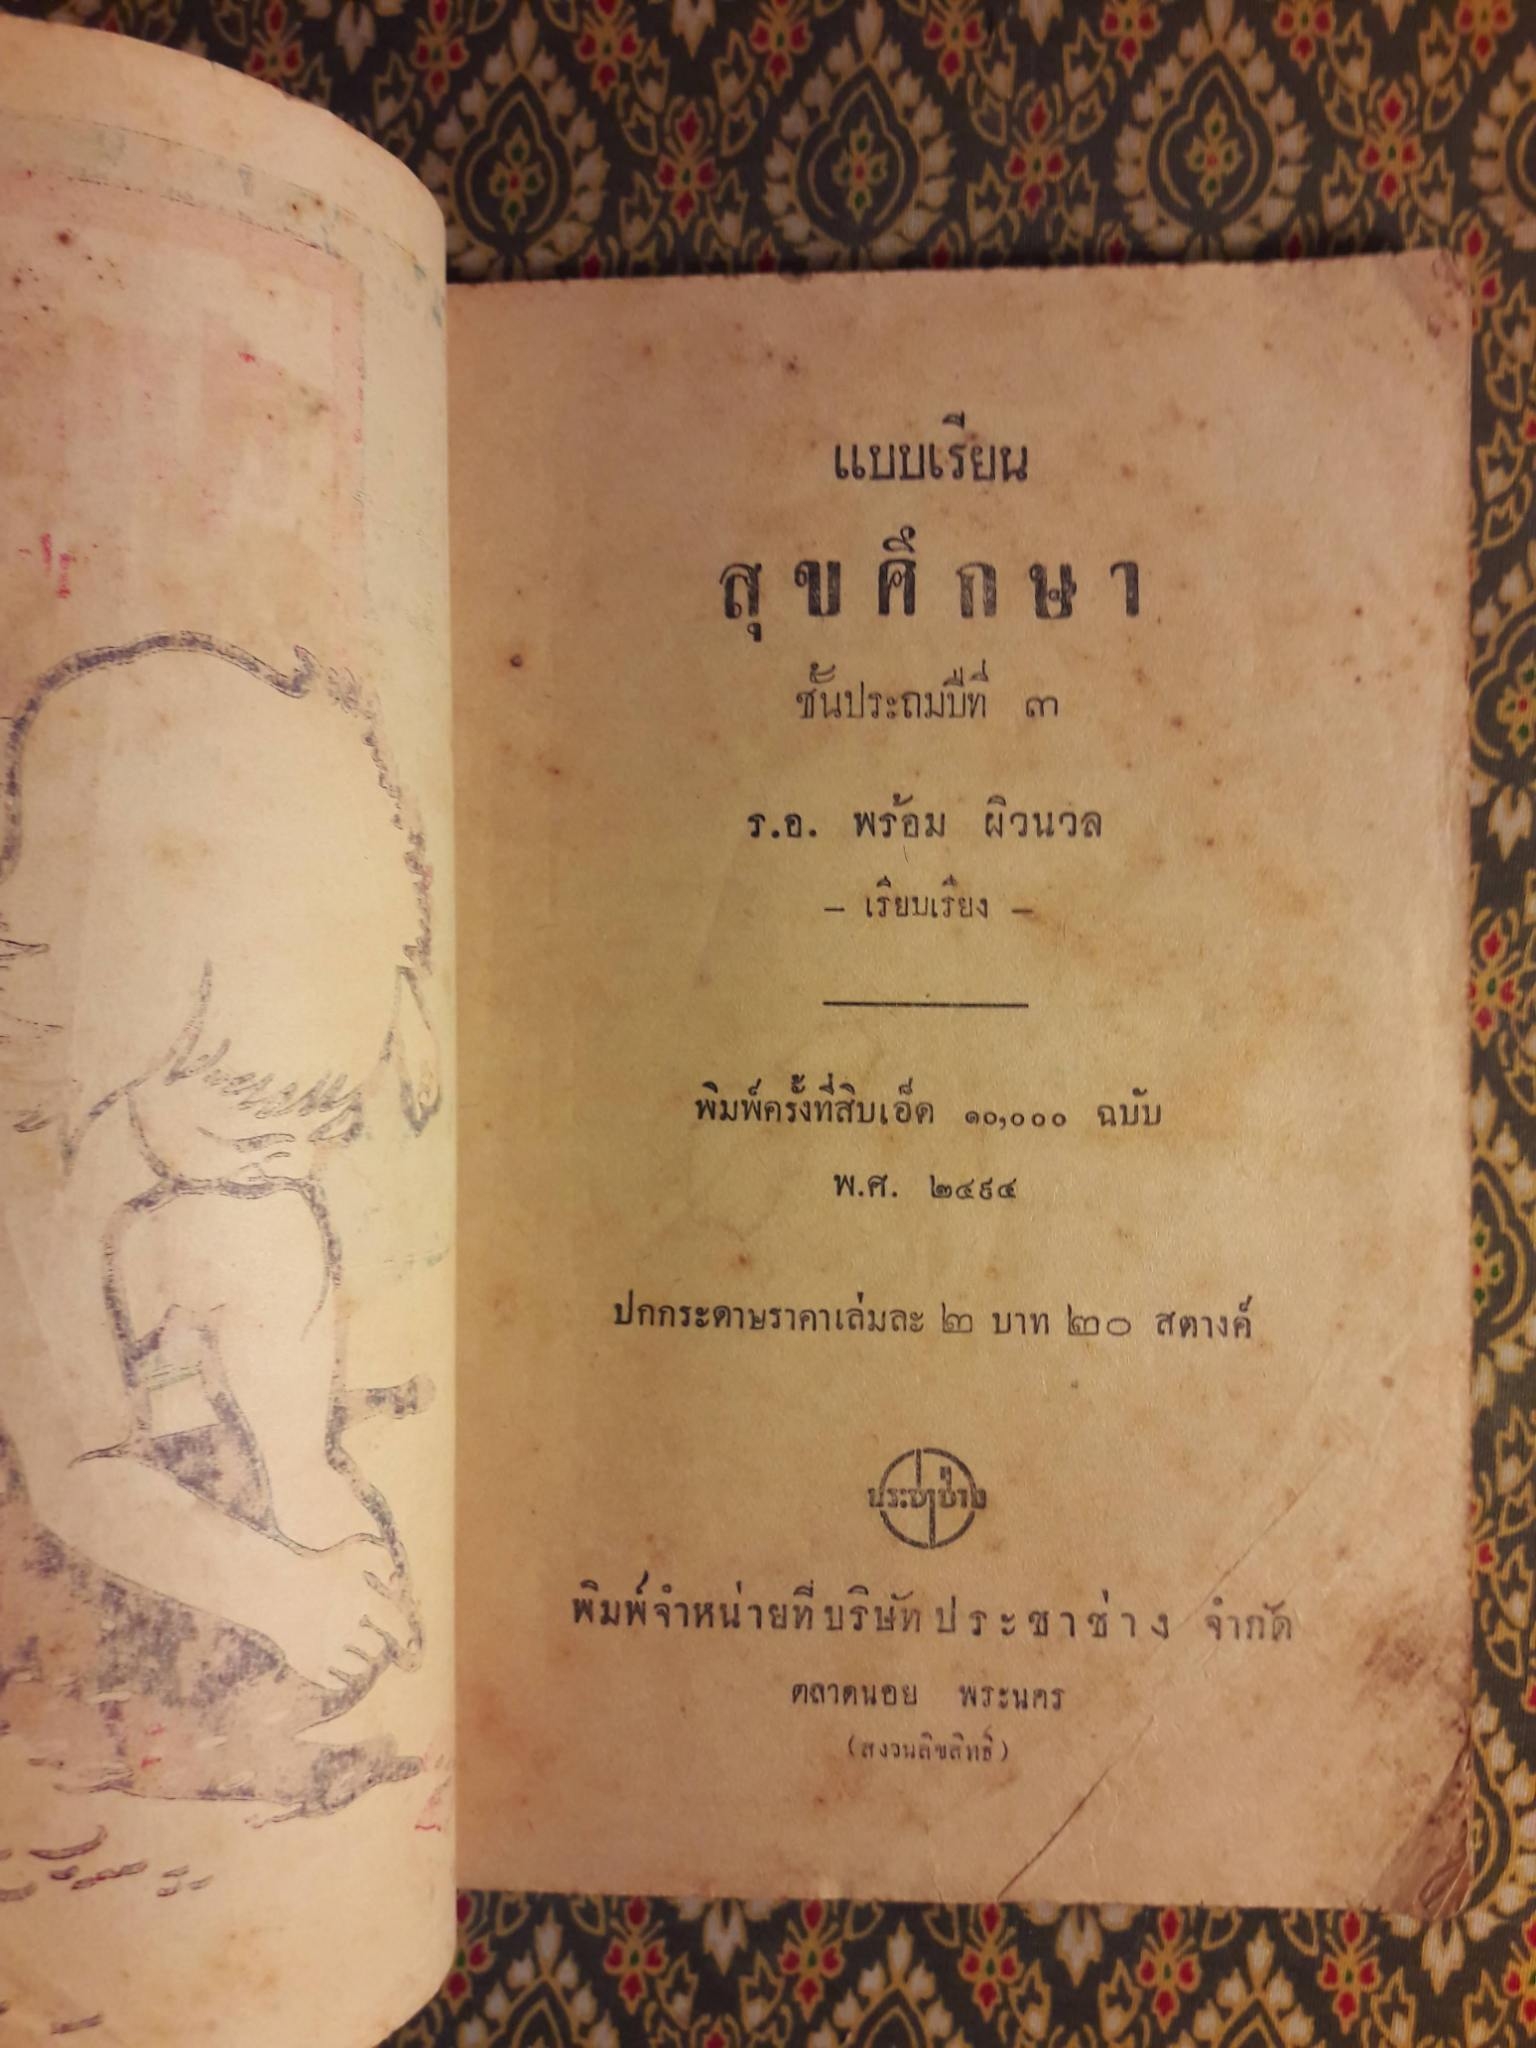 แบบเรียน
สุขศึกษา
ชั้นประถมปีที่ ๓
ร.อ. พร้อม ผิวนวล
– เรียบเรียง –
พิมพ์ครั้งที่สิบเอ็ด ๑๐,๐๐๐ ฉบับ
พ.ศ. ๒๔๙๔
ปกกระดาษราคาเล่มละ ๒ บาท ๒๐ สตางค์
ประชาช่าง
พิมพ์จำหน่ายที่บริษัทประชาช่าง จำกัด
ตลาดนอย พระนคร
(สงวนลิขสิทธิ์)